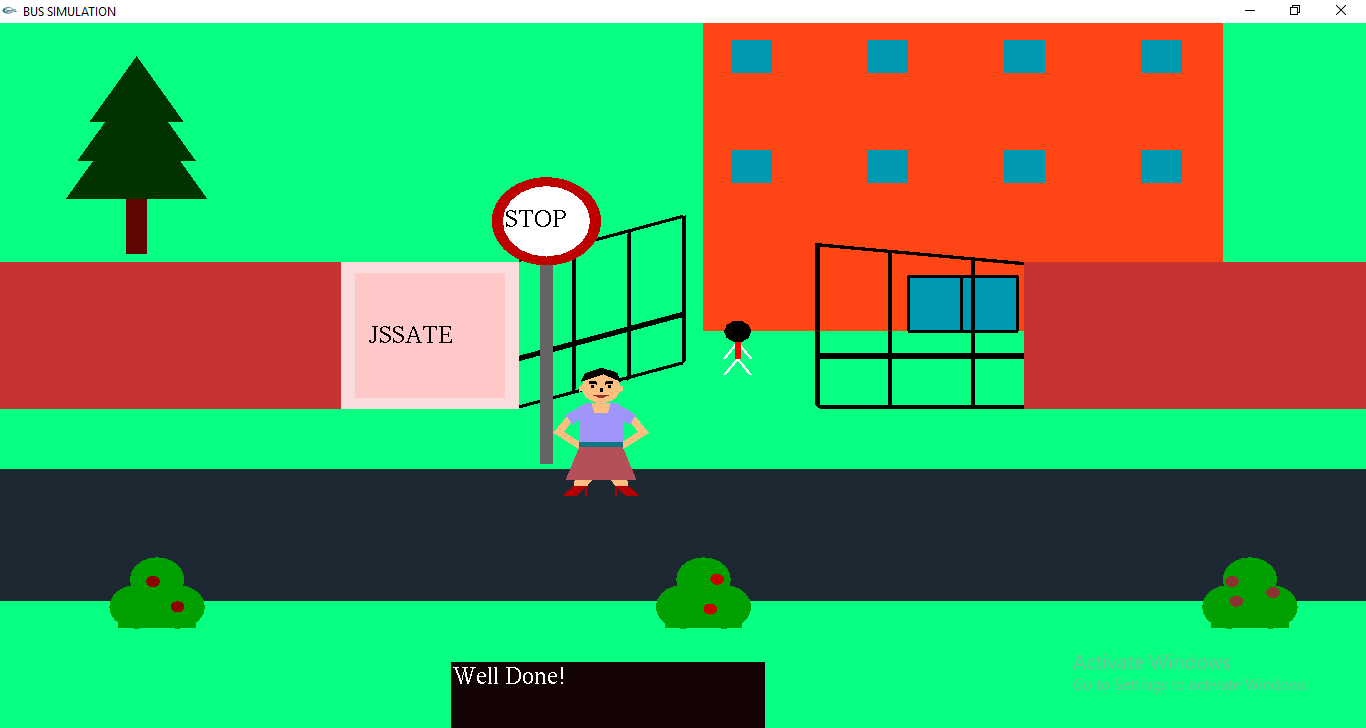 BUS SIMULATION
STOP
JSSATE
Activate Windows
Go to Settings to activate Windows.
Well Done!